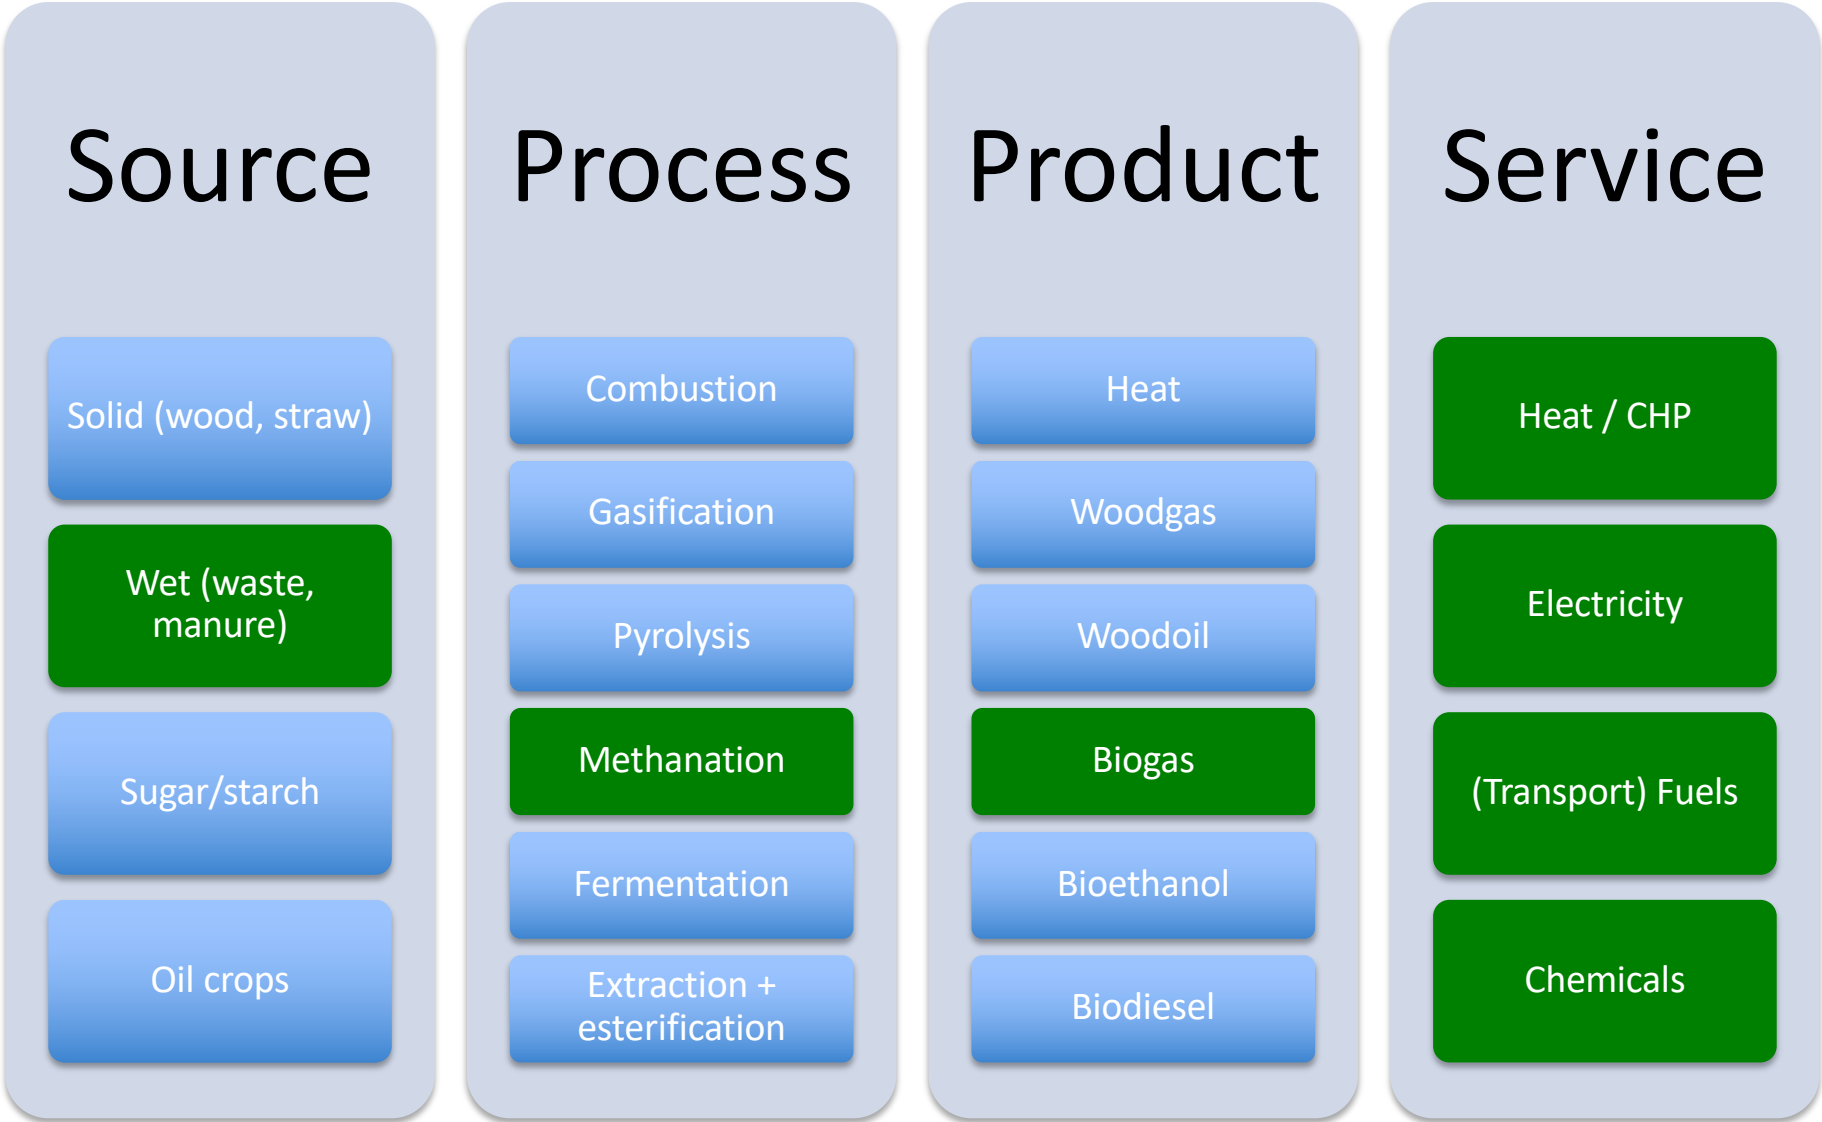 Source
Solid (wood, straw)
Wet (waste,
manure)
Sugar/starch
Oil crops
Process
Combustion
Gasification
Pyrolysis
Methanation
Fermentation
Extraction +
esterification
Product
Heat
Woodgas
Woodoil
Biogas
Bioethanol
Biodiesel
Service
Heat / CHP
Electricity
(Transport) Fuels
Chemicals